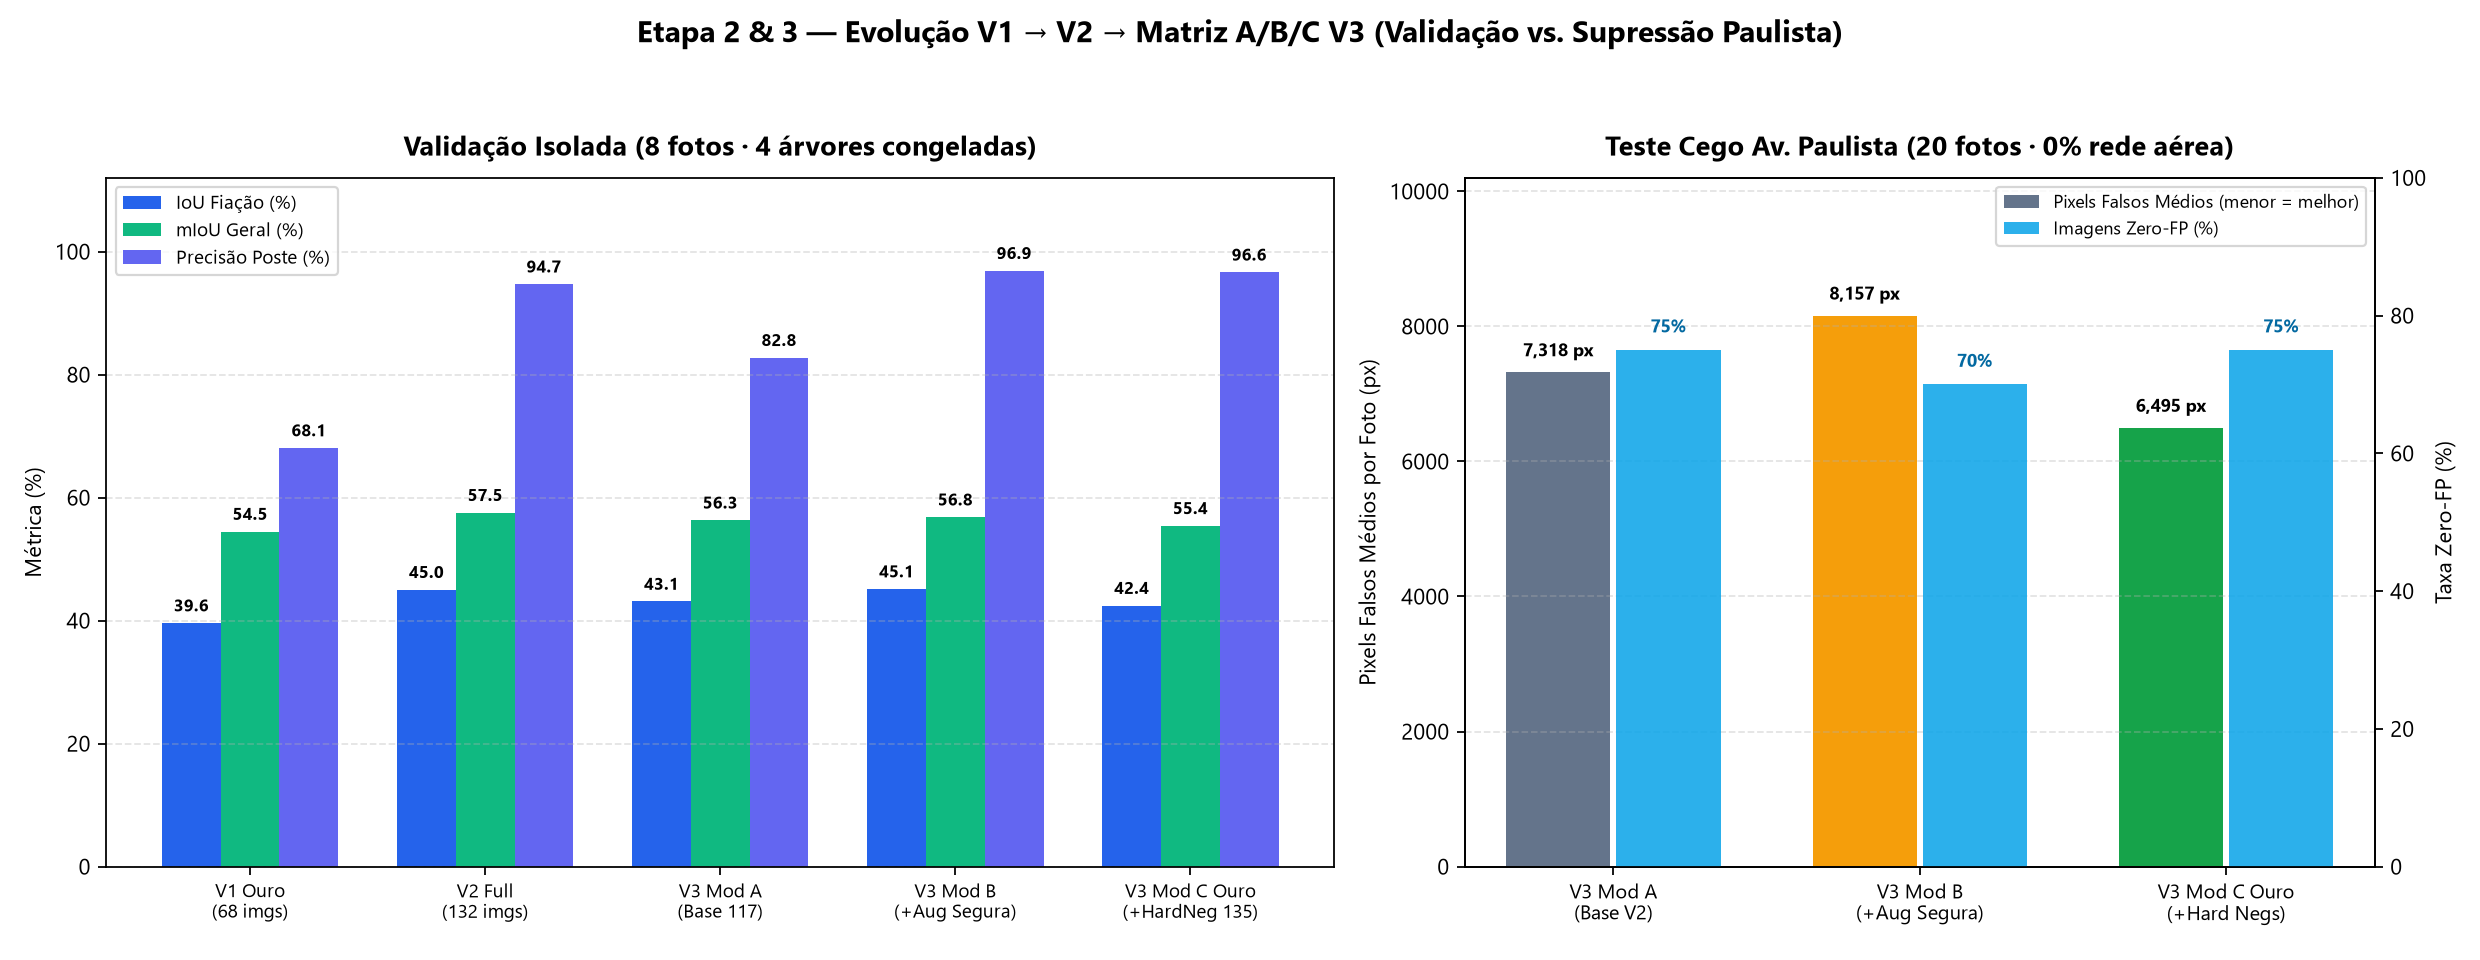 Etapa 2 & 3 — Evolução V1 → V2 → Matriz A/B/C V3 (Validação vs. Supressão Paulista)
Validação Isolada (8 fotos · 4 árvores congeladas)
IoU Fiação (%)
mIoU Geral (%)
Precisão Poste (%)
Métrica (%)
100
80
60
40
20
0
39.6
54.5
68.1
45.0
57.5
94.7
43.1
56.3
82.8
45.1
56.8
96.9
42.4
55.4
96.6
V1 Ouro
(68 imgs)
V2 Full
(132 imgs)
V3 Mod A
(Base 117)
V3 Mod B
(+Aug Segura)
V3 Mod C Ouro
(+HardNeg 135)
Teste Cego Av. Paulista (20 fotos · 0% rede aérea)
Pixels Falsos Médios (menor = melhor)
Imagens Zero-FP (%)
Pixels Falsos Médios por Foto (px)
10000
8000
6000
4000
2000
0
7,318 px
75%
8,157 px
70%
6,495 px
75%
100
80
60
40
20
0
Taxa Zero-FP (%)
V3 Mod A
(Base V2)
V3 Mod B
(+Aug Segura)
V3 Mod C Ouro
(+Hard Negs)